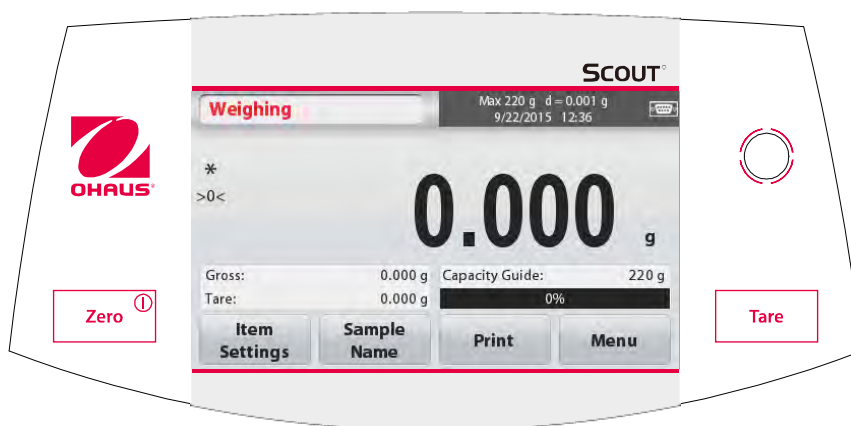 SCOUT
Weighing
Max 220 g d = 0.001 g
9/22/2015 12:36
OHAUS
*
>0<
0.000 g
Gross: 0.000 g
Capacity Guide: 220 g
Tare: 0.000 g
0%
Zero
Tare
Item Settings
Sample Name
Print
Menu